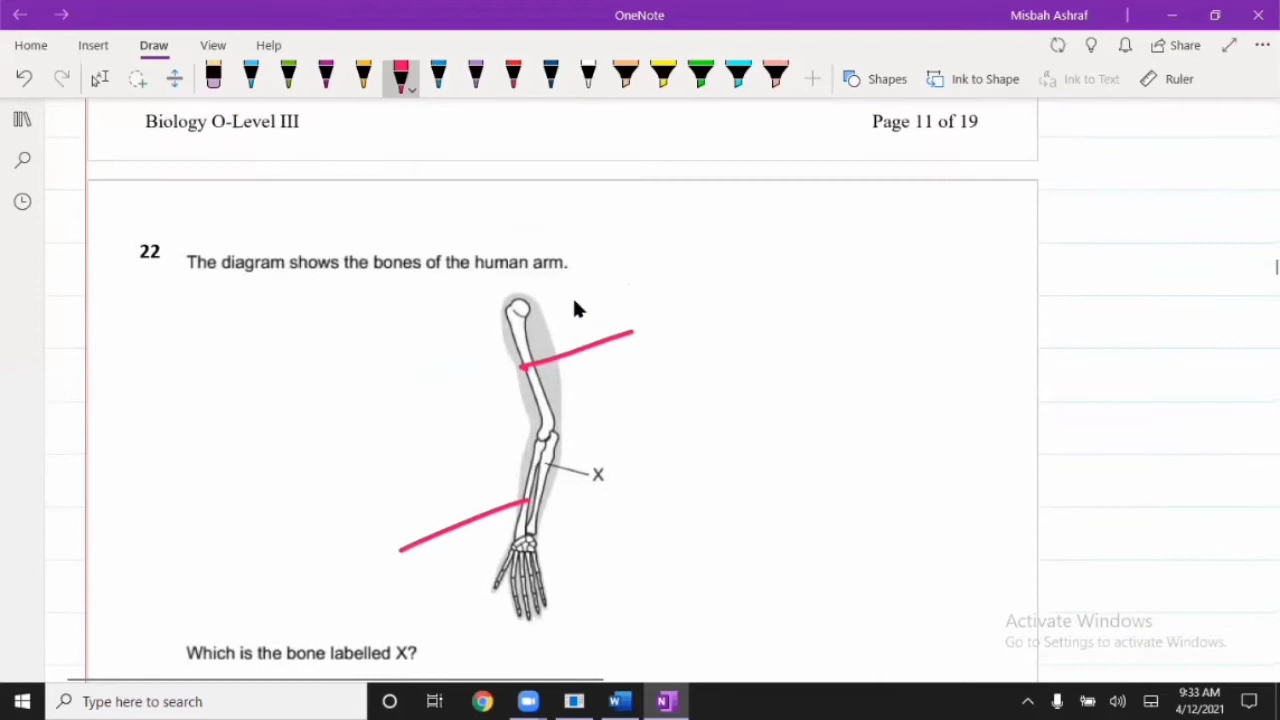 OneNote
Misbah Ashraf
Home Insert Draw View Help
Share
Shapes Ink to Shape Ink to Text Ruler
Biology O-Level III Page 11 of 19
22 The diagram shows the bones of the human arm.
X
Which is the bone labelled X?
Activate Windows
Go to Settings to activate Windows.
Type here to search
9:33 AM
4/12/2021